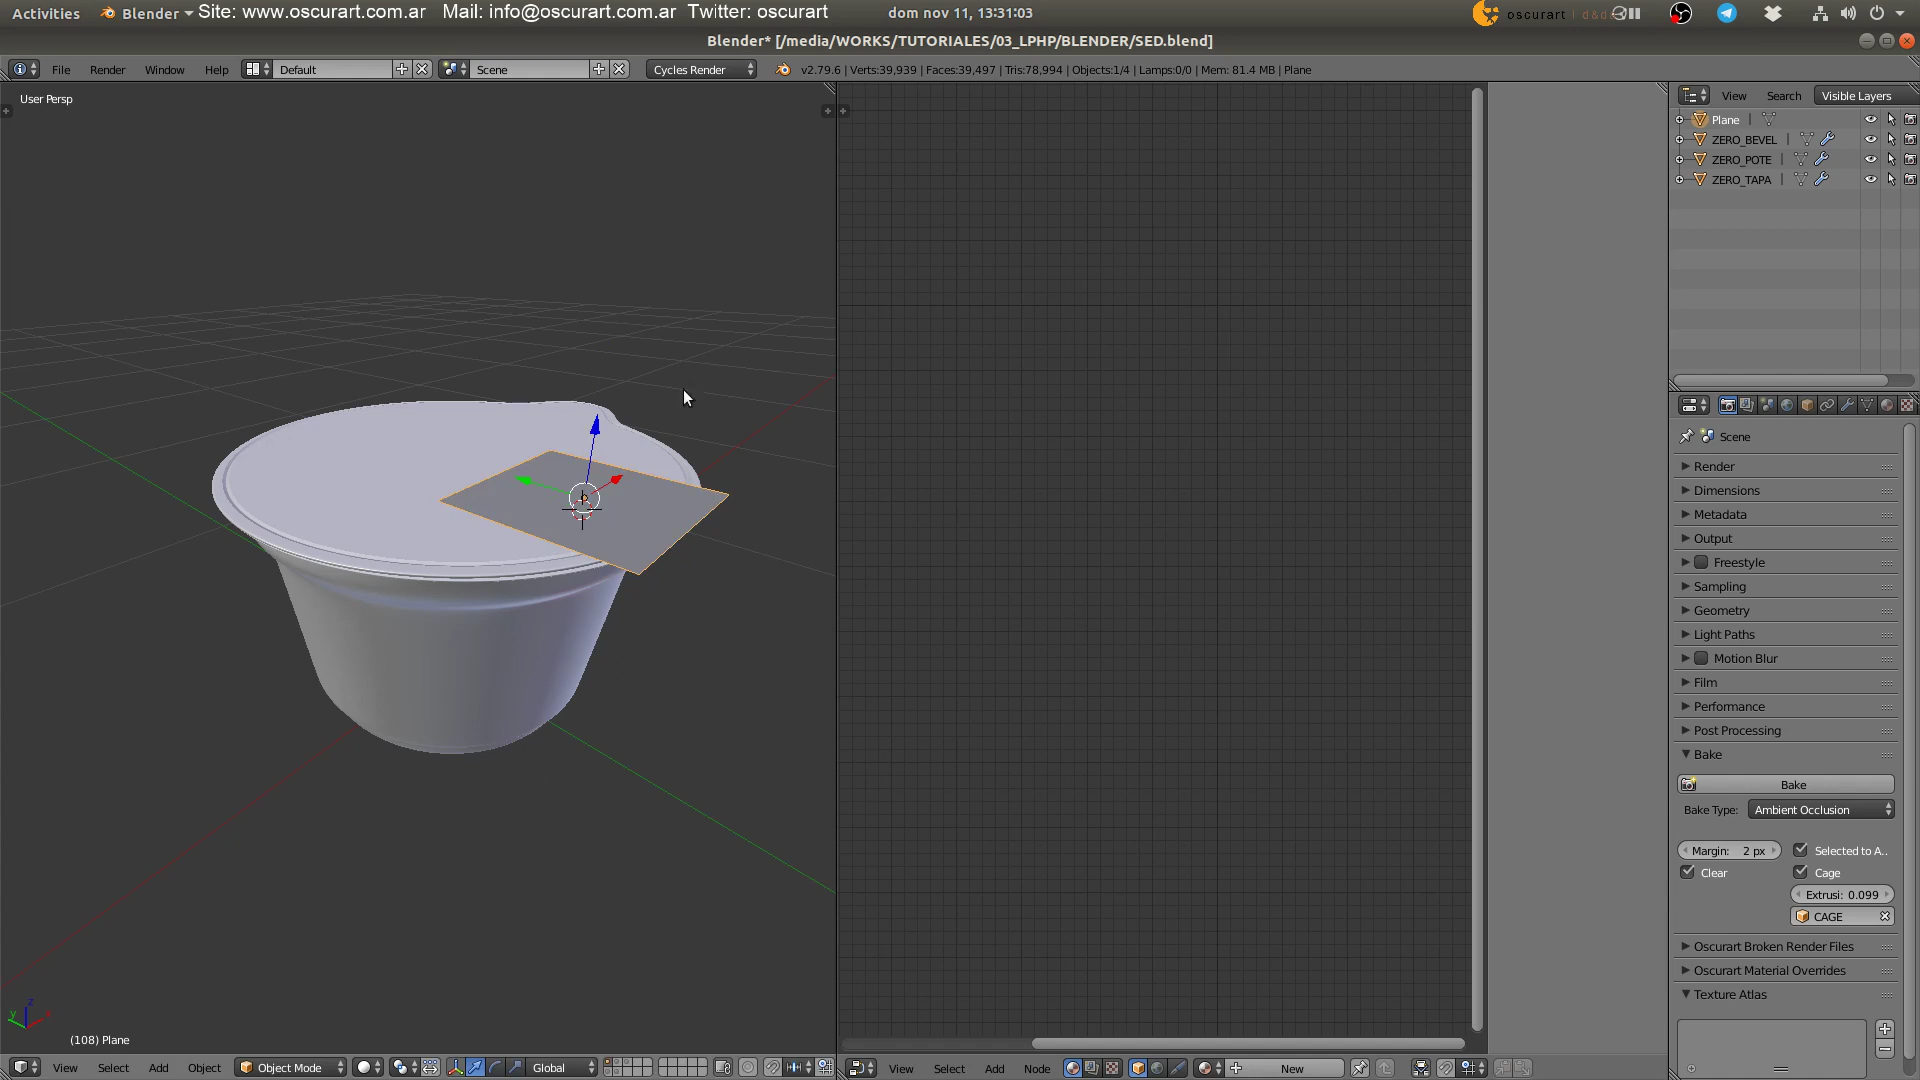 Activities Blender Site: www.oscurart.com.ar Mail: info@oscurart.com.ar Twitter: oscurart dom nov 11, 13:31:03 oscurart | d&d
Blender* [/media/WORKS/TUTORIALES/03_LPHP/BLENDER/SED.blend]
File Render Window Help Default Scene Cycles Render v2.79.6 | Verts:39,939 | Faces:39,497 | Tris:78,994 | Objects:1/4 | Lamps:0/0 | Mem: 81.4 MB | Plane
User Persp
View Search Visible Layers
Plane
ZERO_BEVEL
ZERO_POTE
ZERO_TAPA
Scene
Render
Dimensions
Metadata
Output
Freestyle
Sampling
Geometry
Light Paths
Motion Blur
Film
Performance
Post Processing
Bake
Bake
Bake Type: Ambient Occlusion
Margin: 2 px Selected to A..
Clear Cage
Extrusi: 0.099
CAGE
Oscurart Broken Render Files
Oscurart Material Overrides
Texture Atlas
z
y x
(108) Plane
View Select Add Object Object Mode Global View Select Add Node New